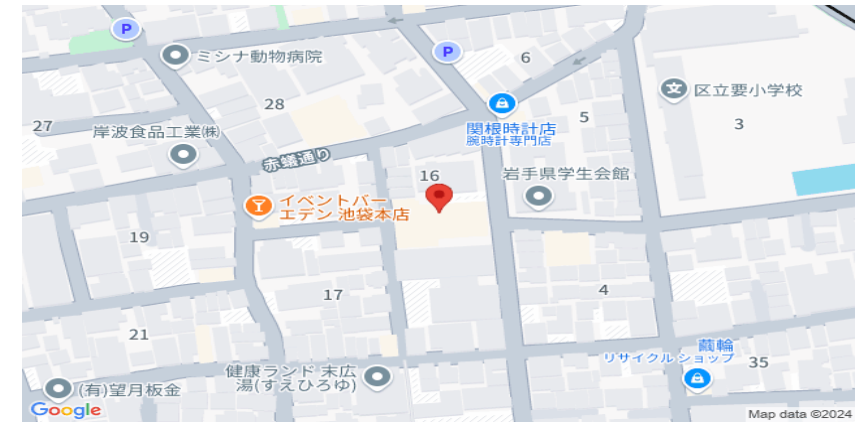 P
ミシナ動物病院
P
6
28
区立要小学校
27
岸波食品工業㈱
関根時計店
腕時計専門店
5
3
赤蟻通り
16
岩手県学生会館
イベントバー
エデン 池袋本店
19
17
4
21
繭輪
リサイクル ショップ
35
健康ランド 末広
湯(すえひろゆ)
(有)望月板金
Google
Map data ©2024